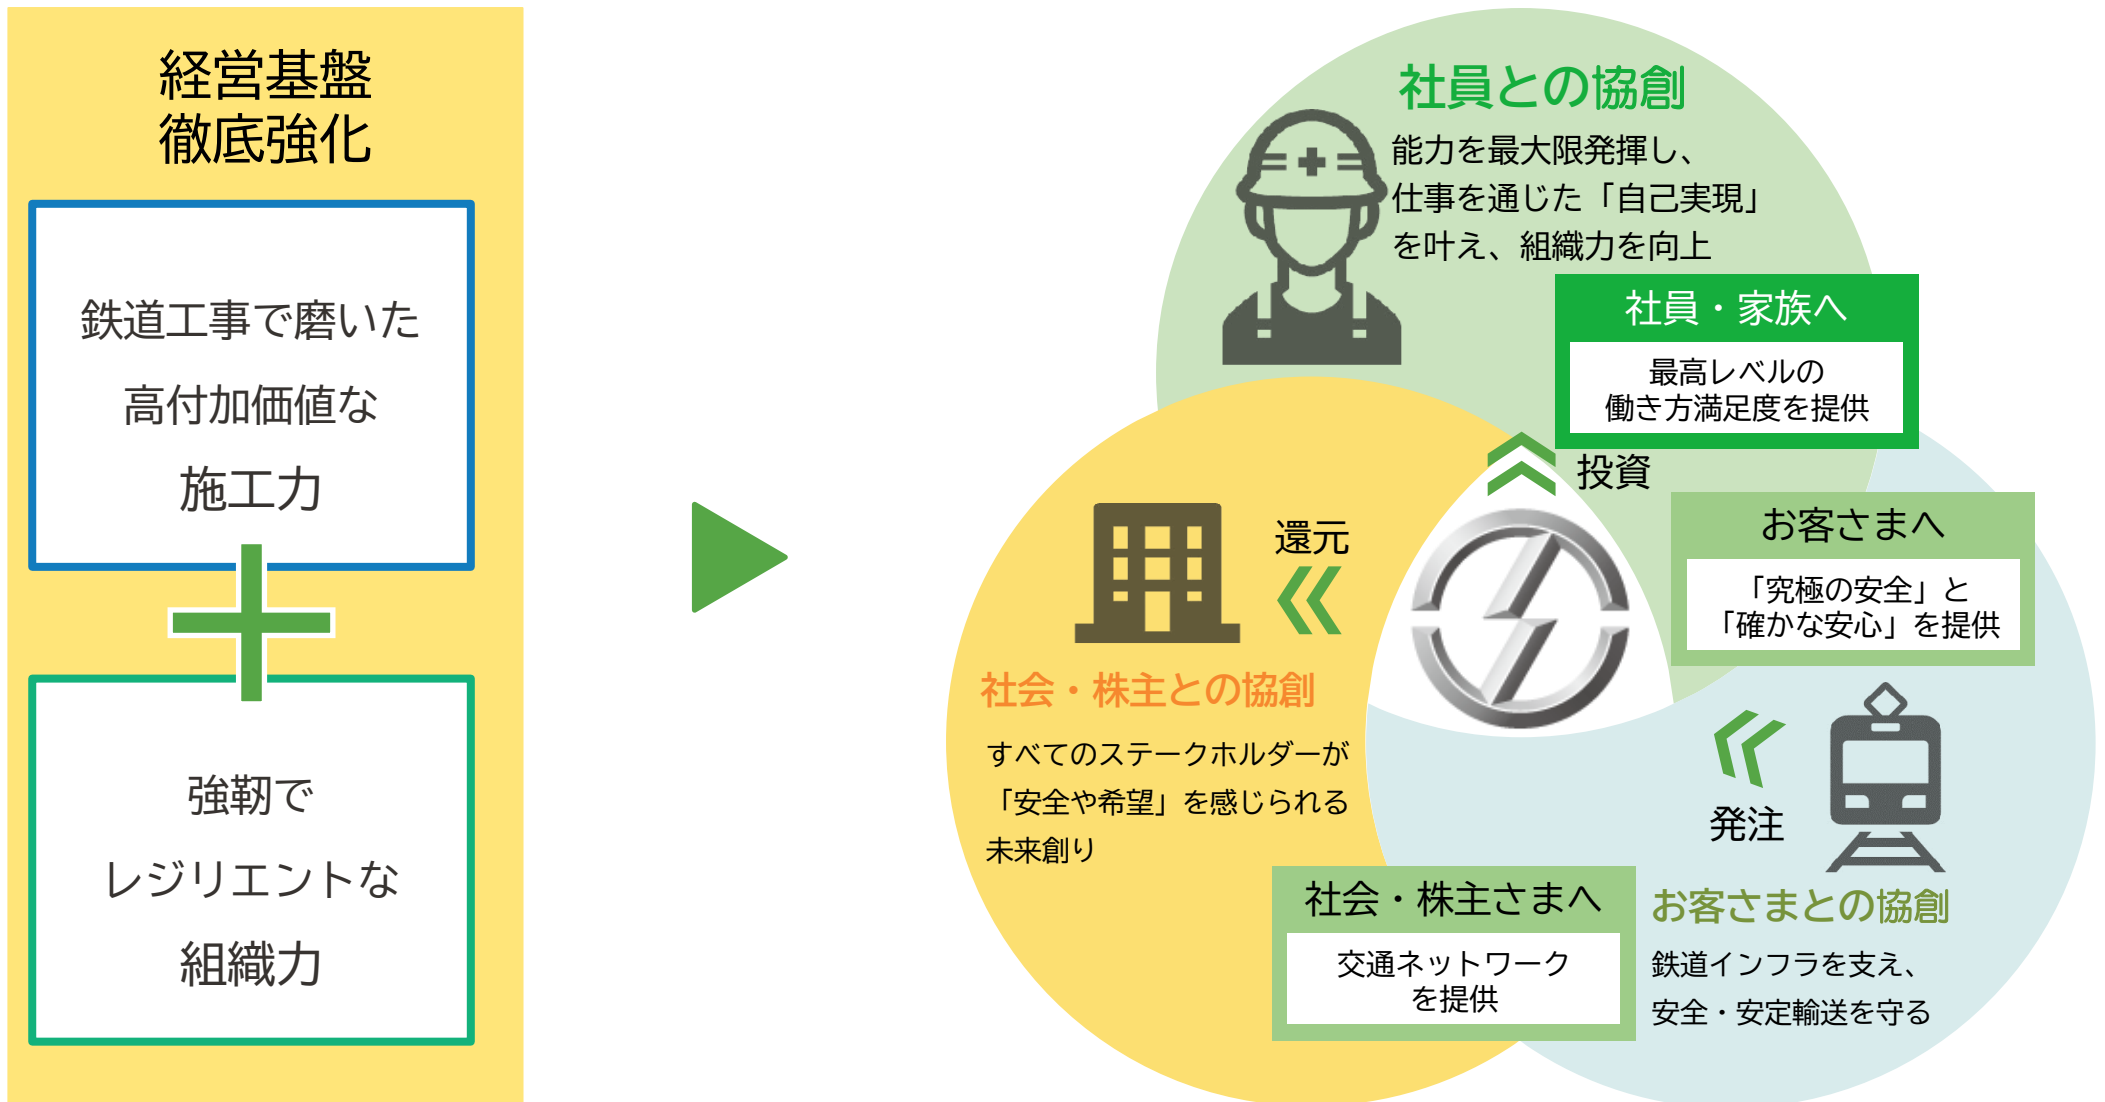 経営基盤
徹底強化
鉄道工事で磨いた
高付加価値な
施工力
強靭で
レジリエントな
組織力
社員との協創
能力を最大限発揮し、
仕事を通じた「自己実現」
を叶え、組織力を向上
社員・家族へ
最高レベルの
働き方満足度を提供
投資
お客さまへ
「究極の安全」と
「確かな安心」を提供
還元
社会・株主との協創
すべてのステークホルダーが
「安全や希望」を感じられる
未来創り
発注
社会・株主さまへ
交通ネットワーク
を提供
お客さまとの協創
鉄道インフラを支え、
安全・安定輸送を守る